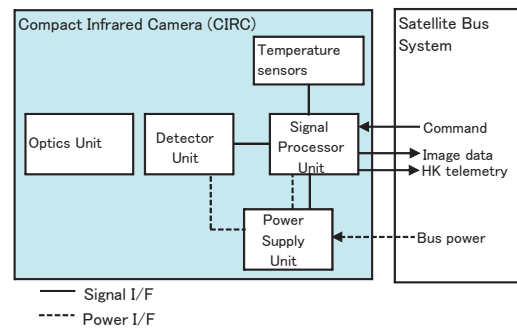 Compact Infrared Camera (CIRC)
Satellite Bus
System
Temperature
sensors
Optics Unit
Detector
Unit
Signal
Processor
Unit
Command
Image data
HK telemetry
Power
Supply
Unit
Bus power
Signal I/F
Power I/F